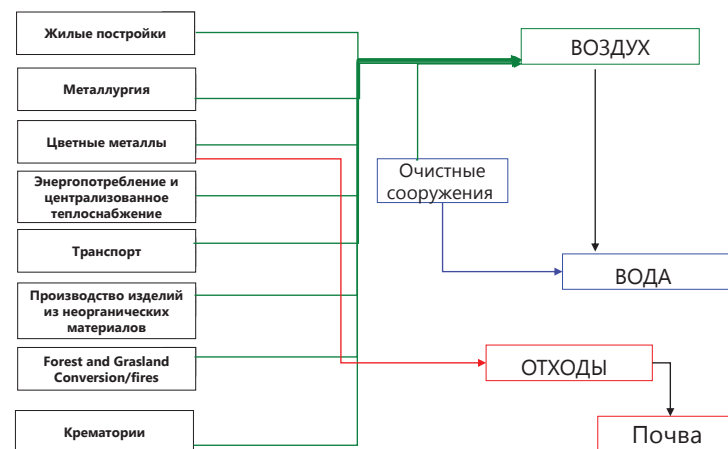 Жилые постройки
Металлургия
Цветные металлы
Энергопотребление и
централизованное
теплоснабжение
Транспорт
Производство изделий
из неорганических
материалов
Forest and Grasland
Conversion/fires
Крематории
ВОЗДУХ
Очистные
сооружения
ВОДА
ОТХОДЫ
Почва